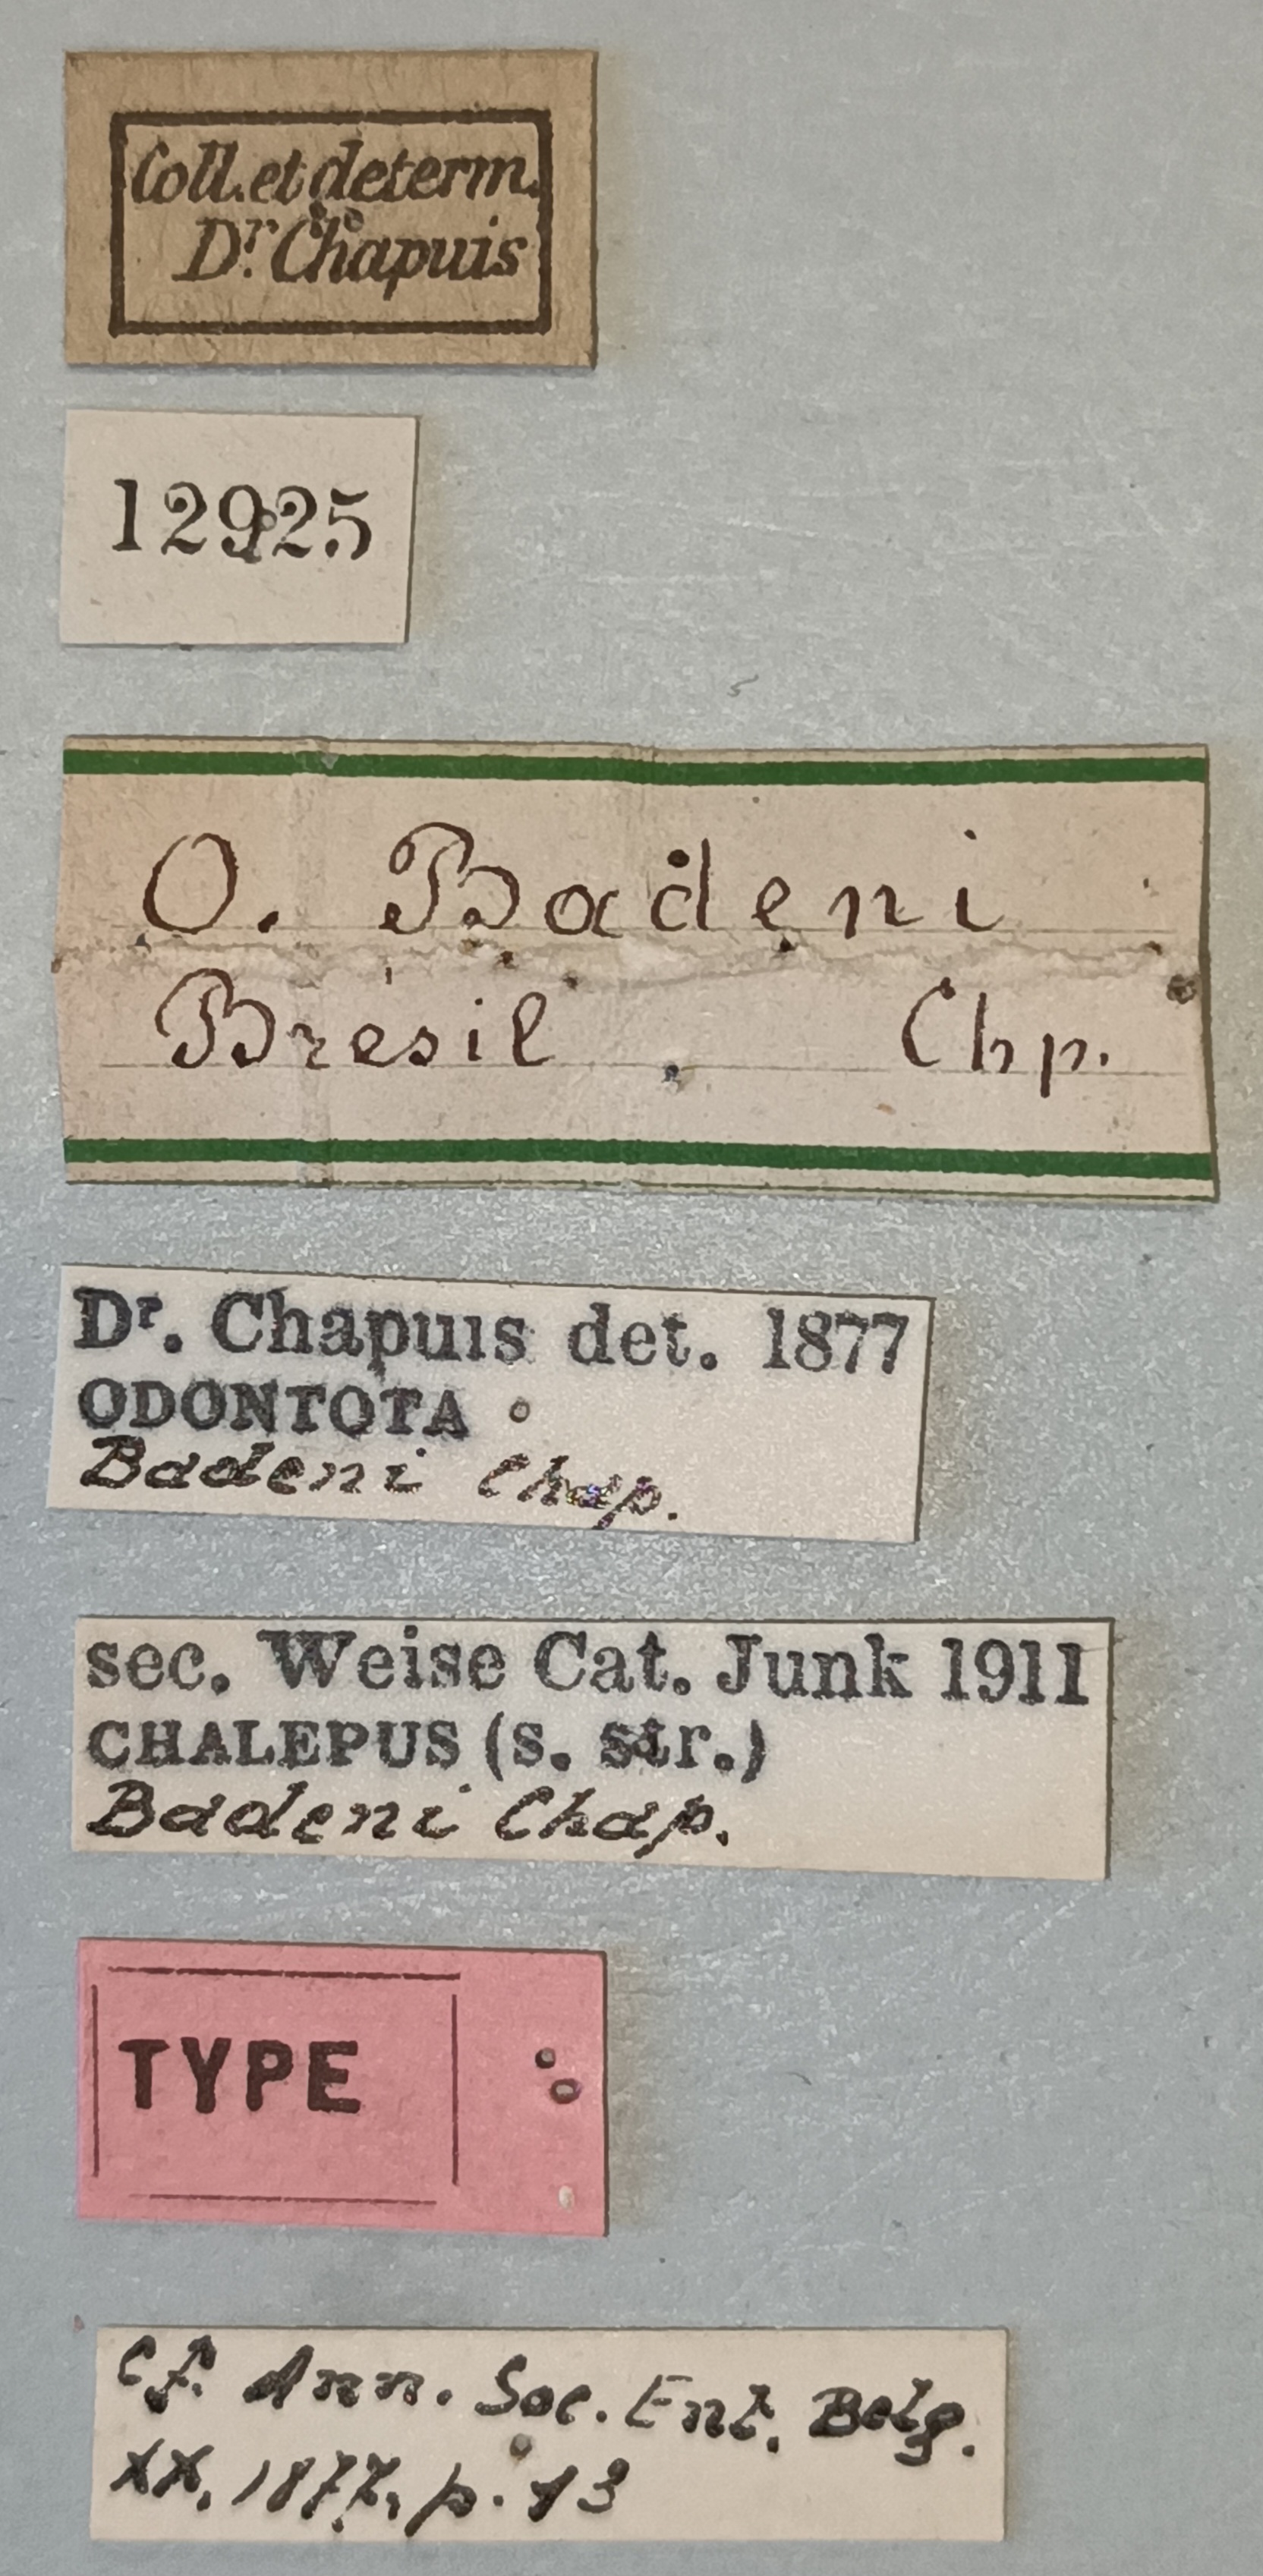 Coll. et determ.
Dr. Chapuis
12925
O. Badeni
Brésil Chp.
Dr. Chapuis det. 1877
ODONTOTA
Badeni Chap.
sec. Weise Cat. Junk 1911
CHALEPUS (s. str.)
Badeni Chap.
TYPE
cf. Ann. Soc. Ent. Belg.
XX, 1877, p. 13